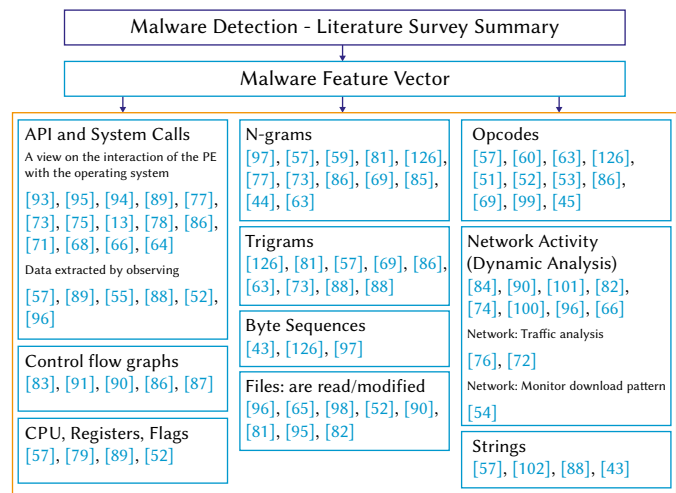 Malware Detection - Literature Survey Summary
Malware Feature Vector
API and System Calls
A view on the interaction of the PE
with the operating system
[93], [95], [94], [89], [77],
[73], [75], [13], [78], [86],
[71], [68], [66], [64]
Data extracted by observing
[57], [89], [55], [88], [52],
[96]
Control flow graphs
[83], [91], [90], [86], [87]
CPU, Registers, Flags
[57], [79], [89], [52]
N-grams
[97], [57], [59], [81], [126],
[77], [73], [86], [69], [85],
[44], [63]
Trigrams
[126], [81], [57], [69], [86],
[63], [73], [88], [88]
Byte Sequences
[43], [126], [97]
Files: are read/modified
[96], [65], [98], [52], [90],
[81], [95], [82]
Opcodes
[57], [60], [63], [126],
[51], [52], [53], [86],
[69], [99], [45]
Network Activity
(Dynamic Analysis)
[84], [90], [101], [82],
[74], [100], [96], [66]
Network: Traffic analysis
[76], [72]
Network: Monitor download pattern
[54]
Strings
[57], [102], [88], [43]